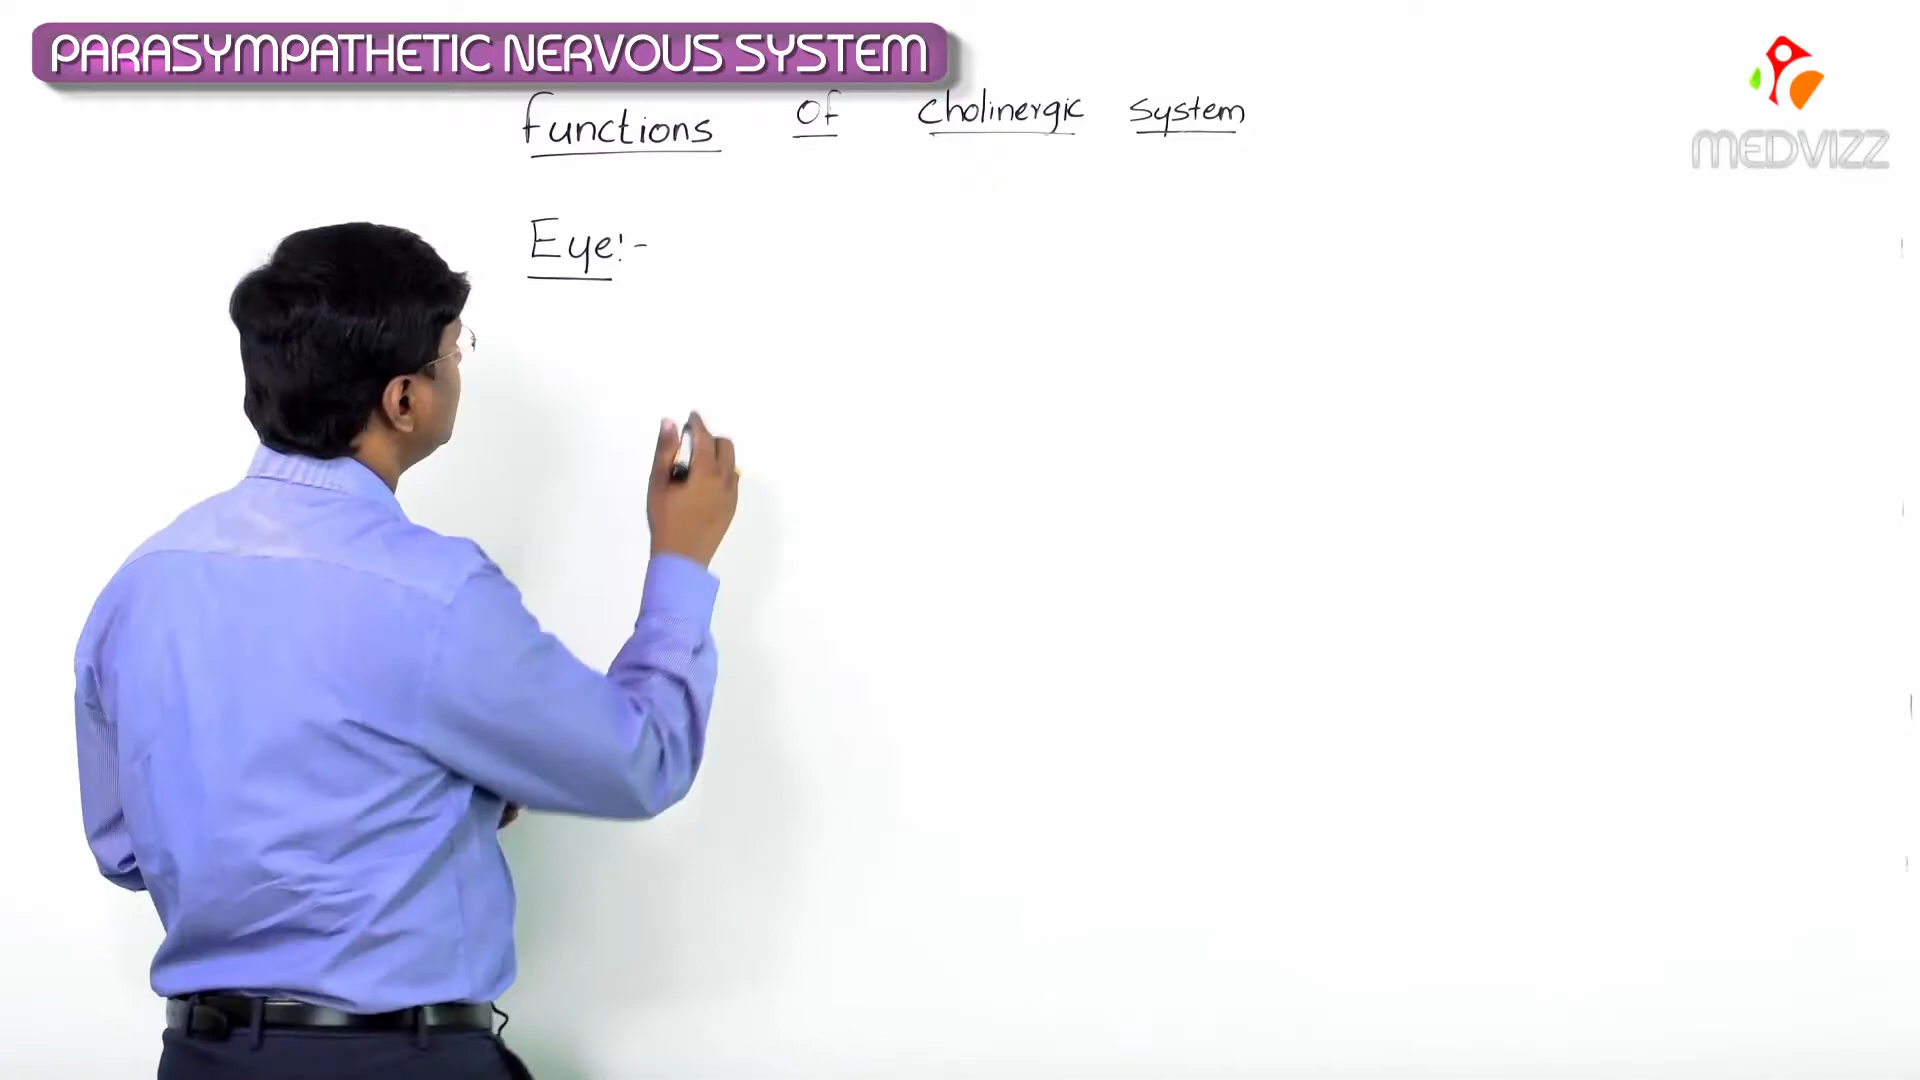 PARASYMPATHETIC NERVOUS SYSTEM
MEDVIZZ
Functions Of Cholinergic System
Eye:-